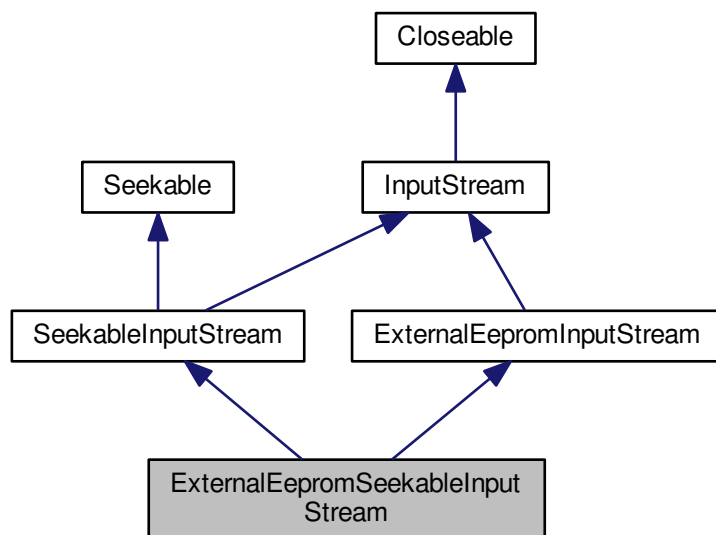 Closeable
Seekable
InputStream
SeekableInputStream
ExternalEepromInputStream
ExternalEepromSeekableInput
Stream